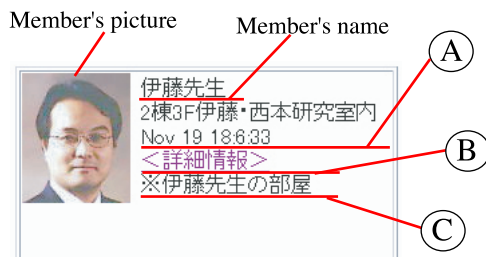 Member's picture
Member's name
A
伊藤先生
2棟3F伊藤・西本研究室内
Nov 19 18:6:33
<詳細情報>
B
※伊藤先生の部屋
C